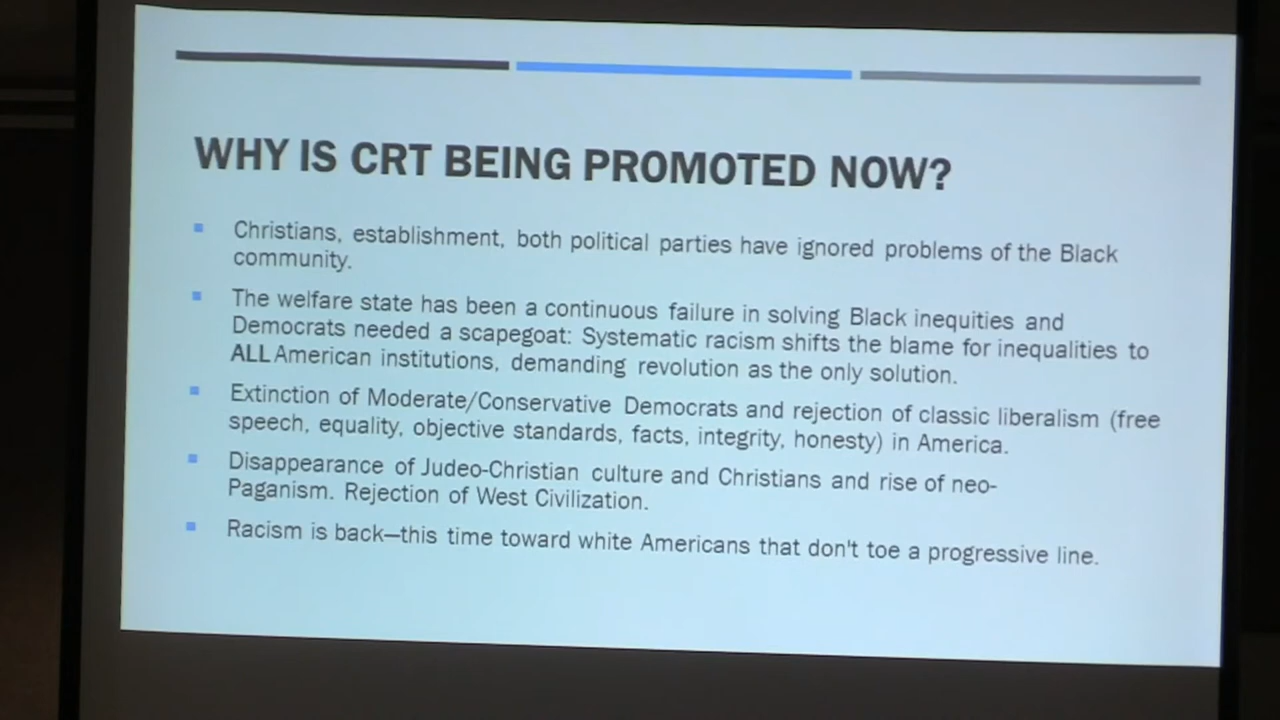 WHY IS CRT BEING PROMOTED NOW?
Christians, establishment, both political parties have ignored problems of the Black
community.
The welfare state has been a continuous failure in solving Black inequities and
Democrats needed a scapegoat: Systematic racism shifts the blame for inequalities to
ALL American institutions, demanding revolution as the only solution.
Extinction of Moderate/Conservative Democrats and rejection of classic liberalism (free
speech, equality, objective standards, facts, integrity, honesty) in America.
Disappearance of Judeo-Christian culture and Christians and rise of neo-
Paganism. Rejection of West Civilization.
Racism is back—this time toward white Americans that don't toe a progressive line.